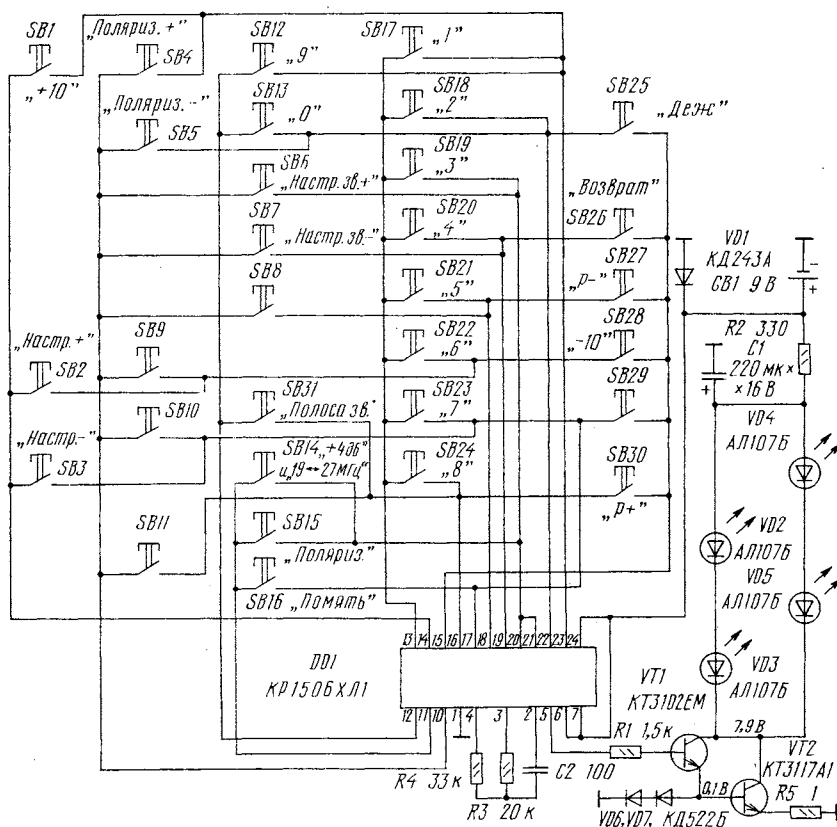 SB1
„+10”
„Поляриз. +”
SB4
SB12
„9”
SB17
„1”
„Поляриз. -”
SB5
SB13
„0”
SB18
„2”
SB25
„Деж”
SB6
„Настр. зв. +”
SB19
„3”
SB7
„Настр. зв. -”
SB20
„4”
„Возврат”
SB26
VD1
КД243А
GB1 9 В
-
+
SB8
SB21
„5”
SB27
„Р-”
„Настр. +”
SB2
SB9
SB22
„6”
SB28
„-10”
R2 330
C1
220 мк ×
× 16 В
+
„Настр. -”
SB3
SB10
SB31
„Полоса зв.”
SB23
„7”
SB29
VD4
АЛ107Б
SB14 „+4дб”
и „19↔27МГц”
SB24
„8”
SB30
„Р+”
SB11
SB15
„Поляриз.”
VD2
АЛ107Б
VD5
АЛ107Б
SB16 „Память”
13 14 15 16 17 18 19 20 21 22 23 24
DD1
КР1506ХЛ1
12 11 10 1 4 3 2 5 6 7
VD3
АЛ107Б
VT1
КТ3102ЕМ
R1 1,5 к
7,9 В
VT2
КТ3117А1
R4 33 к
R3 20 к
C2 100
0,1 В
R5 1
VD6, VD7, КД522Б